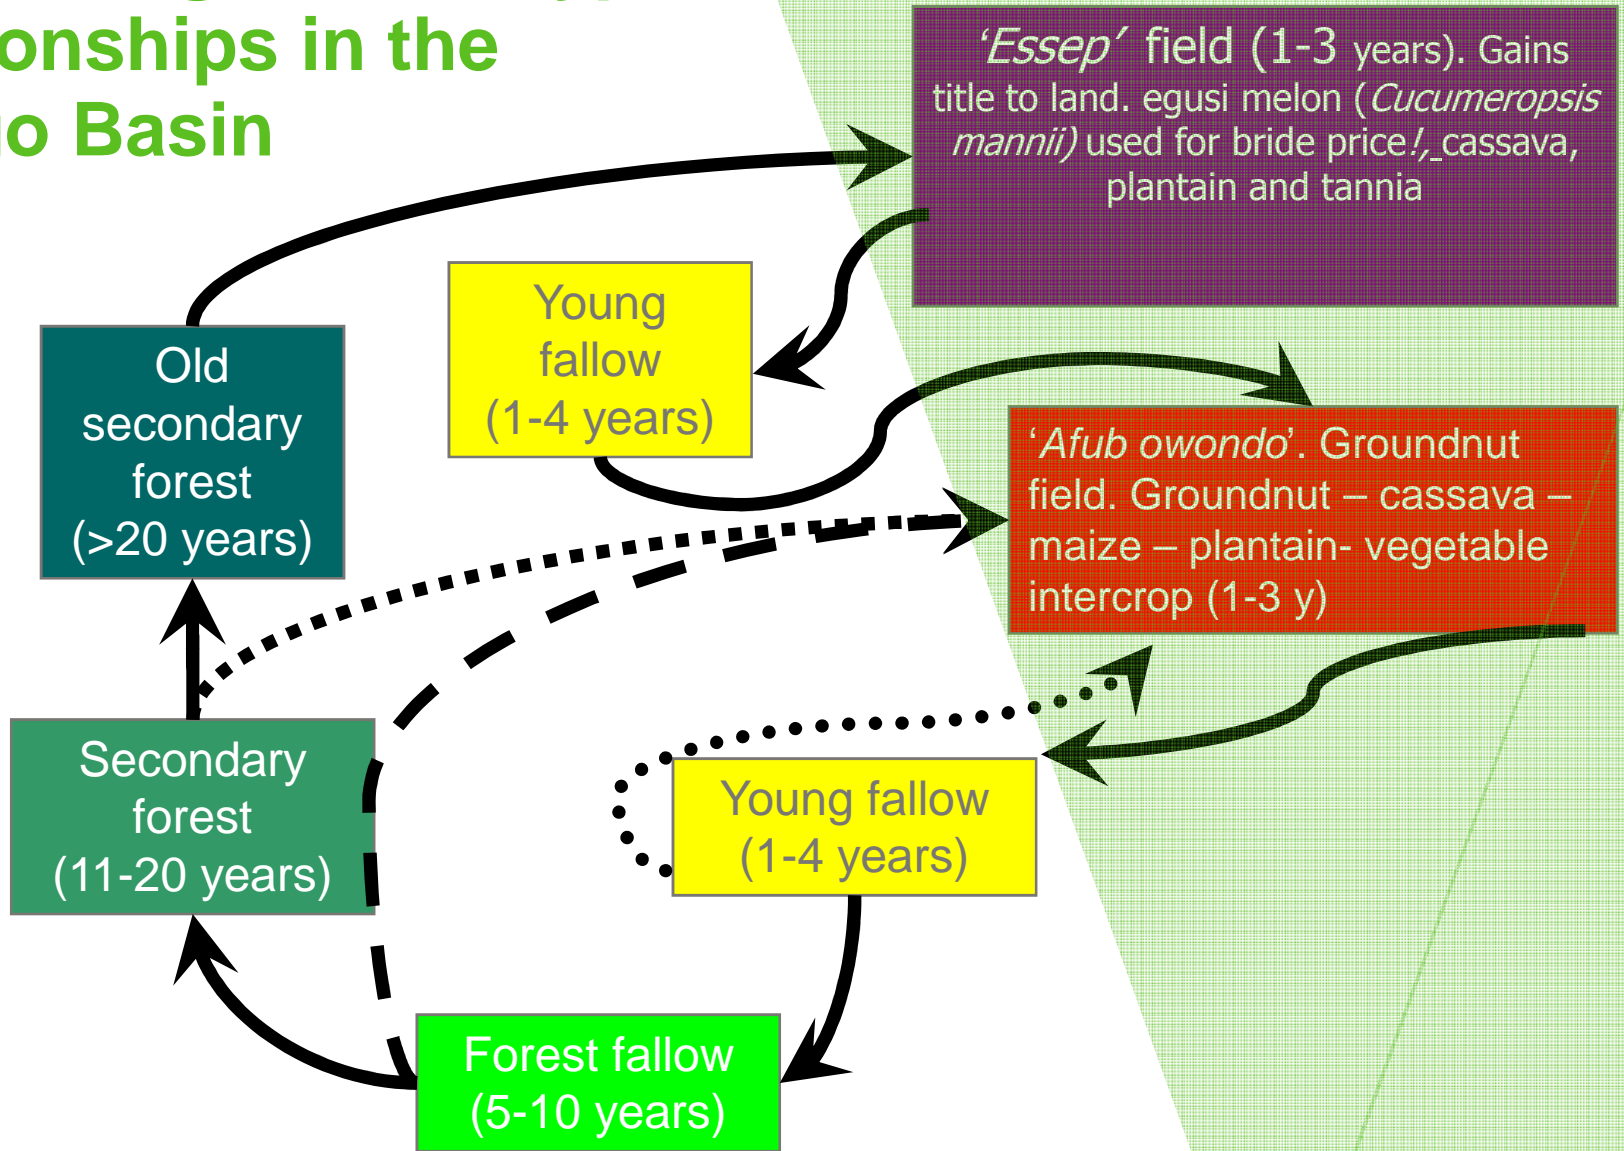 onships in the
go Basin
'Essep' field (1-3 years). Gains
title to land. egusi melon (Cucumeropsis
mannii) used for bride price!, cassava,
plantain and tannia
Young
fallow
(1-4 years)
Old
secondary
forest
(>20 years)
'Afub owondo'. Groundnut
field. Groundnut – cassava –
maize – plantain- vegetable
intercrop (1-3 y)
Secondary
forest
(11-20 years)
Young fallow
(1-4 years)
Forest fallow
(5-10 years)